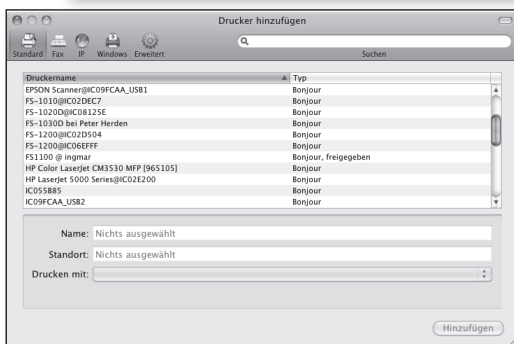 Drucker hinzufügen
Standard Fax IP Windows Erweitert Suchen
Druckername Typ
EPSON Scanner@IC09FCAA_USB1 Bonjour
FS-1010@IC02DEC7 Bonjour
FS-1020D@IC08125E Bonjour
FS-1030D bei Peter Herden Bonjour
FS-1200@IC02D504 Bonjour
FS-1200@IC06EFFF Bonjour
FS1100 @ ingmar Bonjour, freigegeben
HP Color LaserJet CM3530 MFP [965105] Bonjour
HP LaserJet 5000 Series@IC02E200 Bonjour
IC055B85 Bonjour
IC09FCAA_USB2 Bonjour
Name: Nichts ausgewählt
Standort: Nichts ausgewählt
Drucken mit:
Hinzufügen